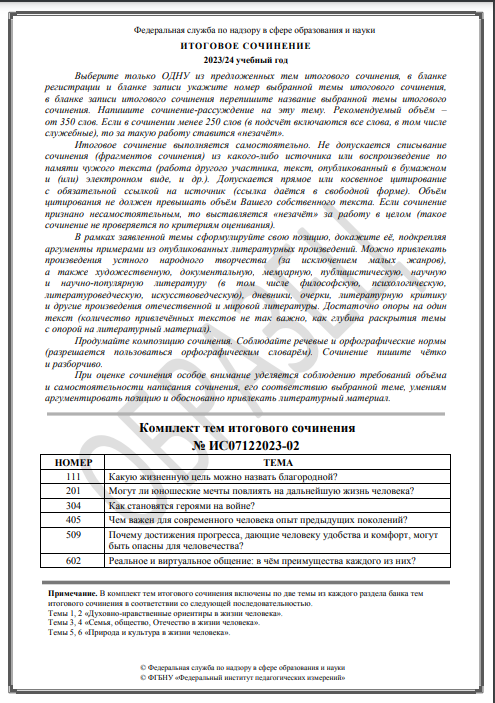 Федеральная служба по надзору в сфере образования и науки
ИТОГОВОЕ СОЧИНЕНИЕ
2023/24 учебный год
Выберите только ОДНУ из предложенных тем итогового сочинения, в бланке
регистрации и бланке записи укажите номер выбранной темы итогового сочинения,
в бланке записи итогового сочинения перепишите название выбранной темы итогового
сочинения. Напишите сочинение-рассуждение на эту тему. Рекомендуемый объём –
от 350 слов. Если в сочинении менее 250 слов (в подсчёт включаются все слова, в том числе
служебные), то за такую работу ставится «незачёт».
Итоговое сочинение выполняется самостоятельно. Не допускается списывание
сочинения (фрагментов сочинения) из какого-либо источника или воспроизведение по
памяти чужого текста (работа другого участника, текст, опубликованный в бумажном
и (или) электронном виде, и др.). Допускается прямое или косвенное цитирование
с обязательной ссылкой на источник (ссылка даётся в свободной форме). Объём
цитирования не должен превышать объём Вашего собственного текста. Если сочинение
признано несамостоятельным, то выставляется «незачёт» за работу в целом (такое
сочинение не проверяется по критериям оценивания).
В рамках заявленной темы сформулируйте свою позицию, докажите её, подкрепляя
аргументы примерами из опубликованных литературных произведений. Можно привлекать
произведения устного народного творчества (за исключением малых жанров),
а также художественную, документальную, мемуарную, публицистическую, научную
и научно-популярную литературу (в том числе философскую, психологическую,
литературоведческую, искусствоведческую), дневники, очерки, литературную критику
и другие произведения отечественной и мировой литературы. Достаточно опоры на один
текст (количество привлечённых текстов не так важно, как глубина раскрытия темы
с опорой на литературный материал).
Продумайте композицию сочинения. Соблюдайте речевые и орфографические нормы
(разрешается пользоваться орфографическим словарём). Сочинение пишите чётко
и разборчиво.
При оценке сочинения особое внимание уделяется соблюдению требований объёма
и самостоятельности написания сочинения, его соответствию выбранной теме, умениям
аргументировать позицию и обоснованно привлекать литературный материал.
ОБРАЗЕЦ
Комплект тем итогового сочинения
№ ИС07122023-02
НОМЕР ТЕМА
111 Какую жизненную цель можно назвать благородной?
201 Могут ли юношеские мечты повлиять на дальнейшую жизнь человека?
304 Как становятся героями на войне?
405 Чем важен для современного человека опыт предыдущих поколений?
509 Почему достижения прогресса, дающие человеку удобства и комфорт, могут
быть опасны для человечества?
602 Реальное и виртуальное общение: в чём преимущества каждого из них?
Примечание. В комплект тем итогового сочинения включены по две темы из каждого раздела банка тем
итогового сочинения в соответствии со следующей последовательностью.
Темы 1, 2 «Духовно-нравственные ориентиры в жизни человека».
Темы 3, 4 «Семья, общество, Отечество в жизни человека».
Темы 5, 6 «Природа и культура в жизни человека».
© Федеральная служба по надзору в сфере образования и науки
© ФГБНУ «Федеральный институт педагогических измерений»